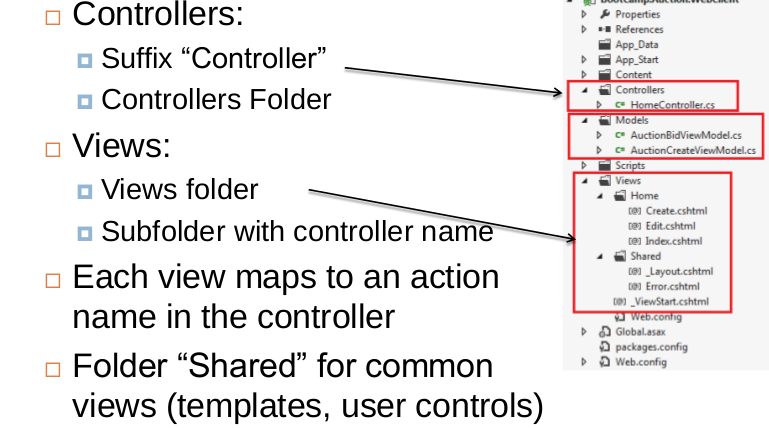 Controllers:
Suffix “Controller”
Controllers Folder
Views:
Views folder
Subfolder with controller name
Each view maps to an action
name in the controller
Folder “Shared” for common
views (templates, user controls)
Properties
References
App_Data
App_Start
Content
Controllers
C# HomeController.cs
Models
C# AuctionBidViewModel.cs
C# AuctionCreateViewModel.cs
Scripts
Views
Home
[@] Create.cshtml
[@] Edit.cshtml
[@] Index.cshtml
Shared
[@] _Layout.cshtml
[@] Error.cshtml
[@] _ViewStart.cshtml
Web.config
Global.asax
packages.config
Web.config